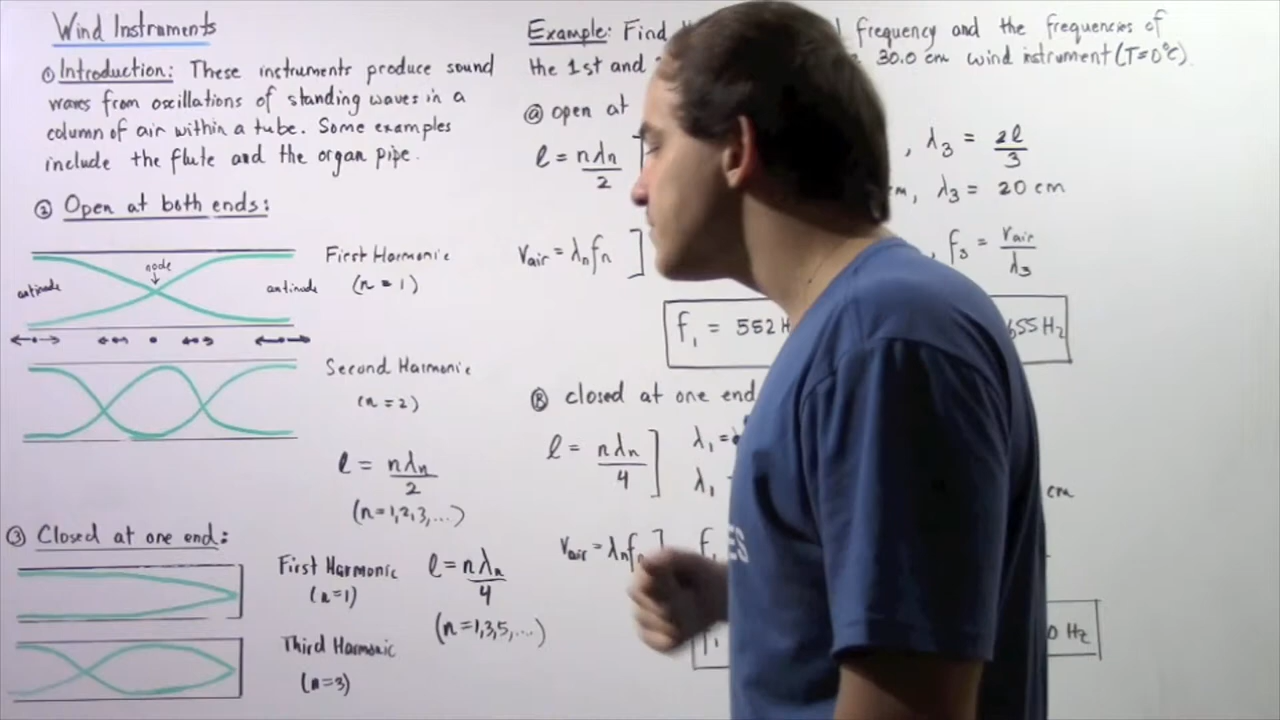 Wind Instruments
① Introduction: These instruments produce sound
waves from oscillations of standing waves in a
column of air within a tube. Some examples
include the flute and the organ pipe.
② Open at both ends:
antinode
node
antinode
First Harmonic
(n = 1)
Second Harmonic
(n = 2)
l = nλn/2
(n=1,2,3,...)
③ Closed at one end:
First Harmonic
(n=1)
l = nλn/4
(n=1,3,5,...)
Third Harmonic
(n=3)
Example: Find frequency and the frequencies of
the 1st and 30.0 cm wind instrument (T=0°C).
ⓐ open at
l = nλn/2 ] , λ3 = 2l/3
, λ3 = 20 cm
Vair = λnfn ] , f3 = Vair/λ3
f1 = 552 H 655 Hz
Ⓑ closed at one end
l = nλn/4 ] λ1 =
λ1 cm
Vair = λnfn ] f1
f1 0 Hz
ES